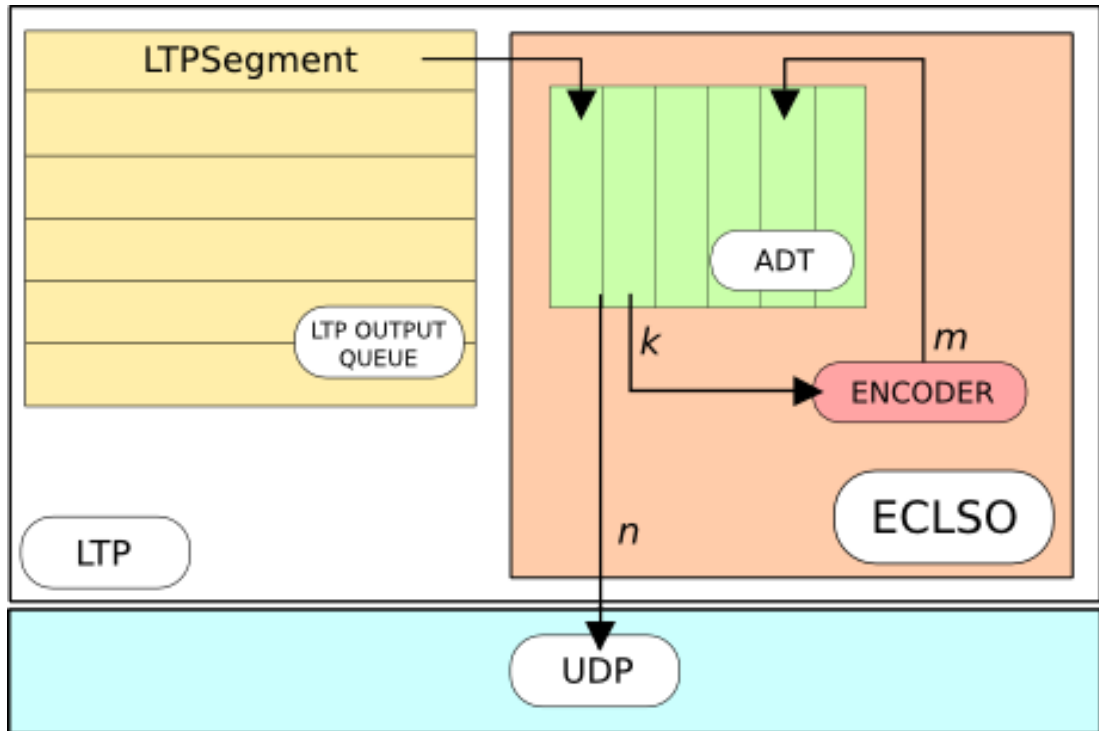 LTPSegment
LTP OUTPUT
QUEUE
ADT
k
m
ENCODER
ECLSO
n
LTP
UDP